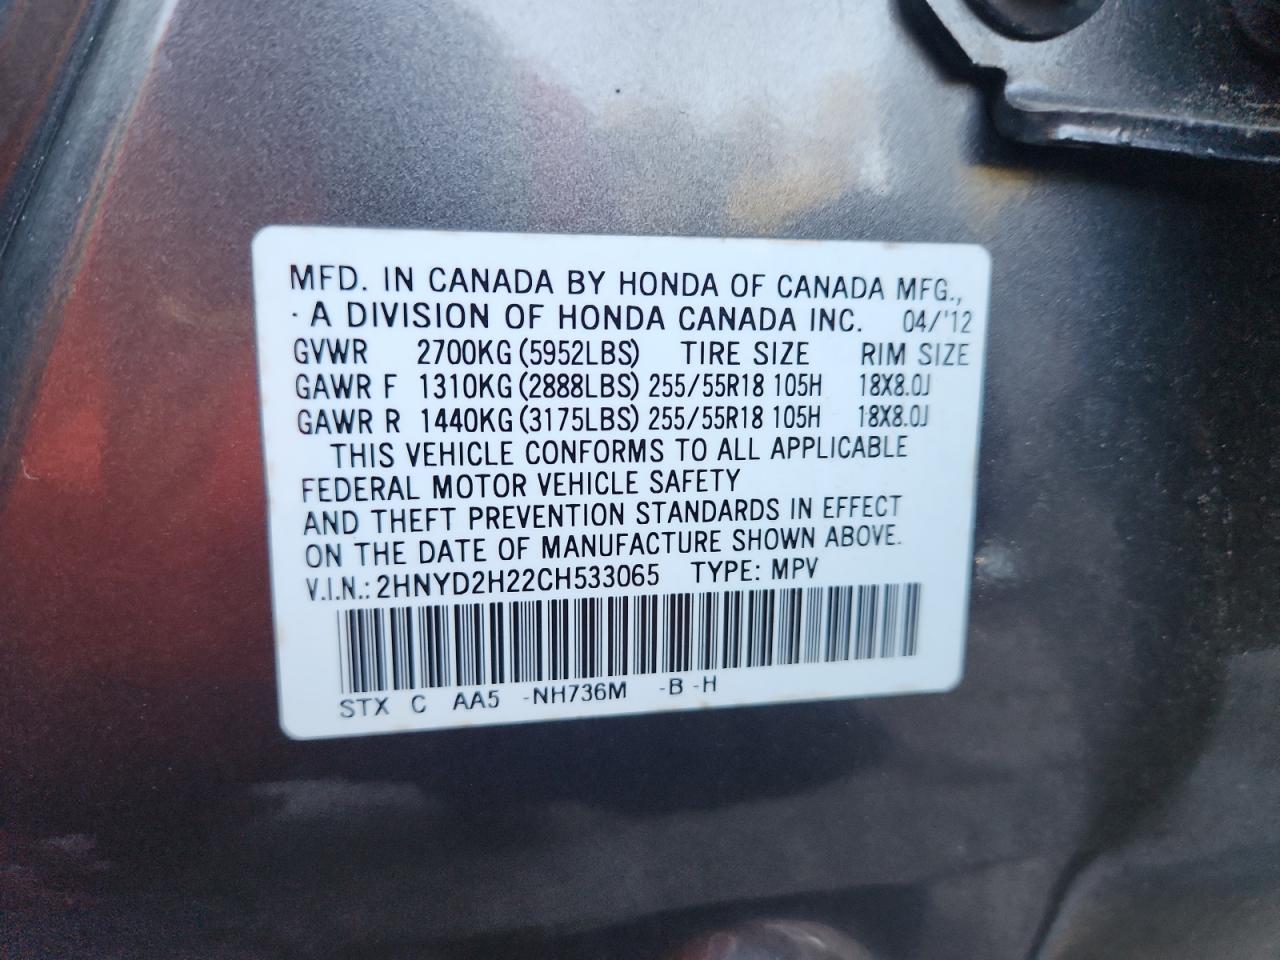 MFD. IN CANADA BY HONDA OF CANADA MFG.,
· A DIVISION OF HONDA CANADA INC. 04/'12
GVWR 2700KG (5952LBS) TIRE SIZE RIM SIZE
GAWR F 1310KG (2888LBS) 255/55R18 105H 18X8.0J
GAWR R 1440KG (3175LBS) 255/55R18 105H 18X8.0J
THIS VEHICLE CONFORMS TO ALL APPLICABLE
FEDERAL MOTOR VEHICLE SAFETY
AND THEFT PREVENTION STANDARDS IN EFFECT
ON THE DATE OF MANUFACTURE SHOWN ABOVE.
V.I.N.: 2HNYD2H22CH533065 TYPE: MPV
STX C AA5 -NH736M -B -H